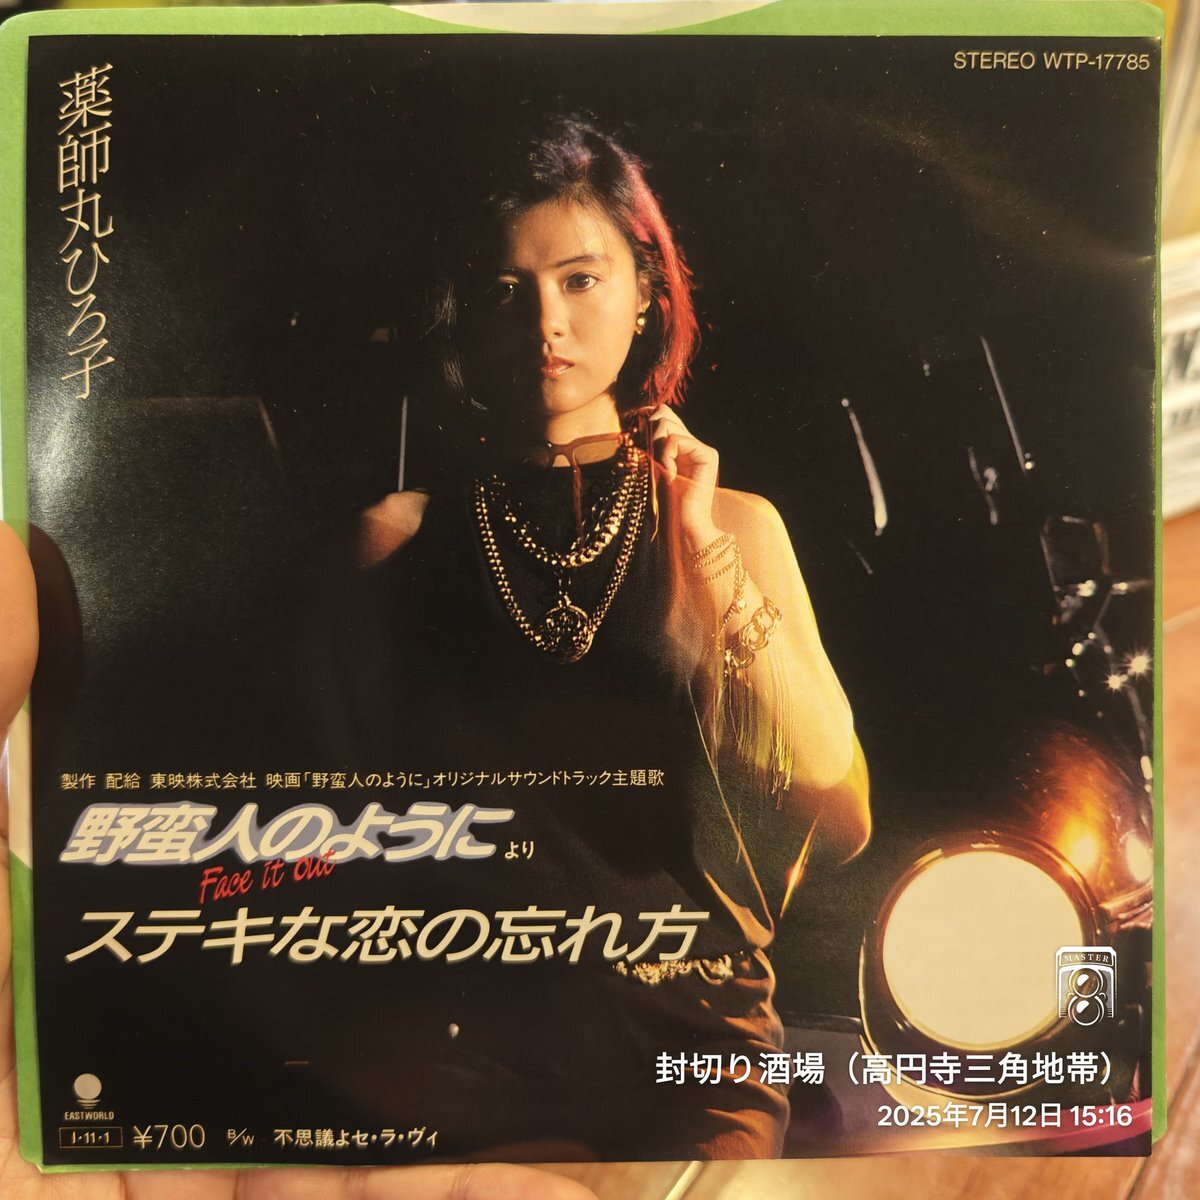 STEREO WTP-17785
薬師丸ひろ子
製作 配給 東映株式会社 映画「野蛮人のように」オリジナルサウンドトラック主題歌
野蛮人のように より
Face it out
ステキな恋の忘れ方
MASTER
封切り酒場（高円寺三角地帯）
2025年7月12日 15:16
EASTWORLD
I・11・1 ¥700 B/W 不思議よセ・ラ・ヴィ